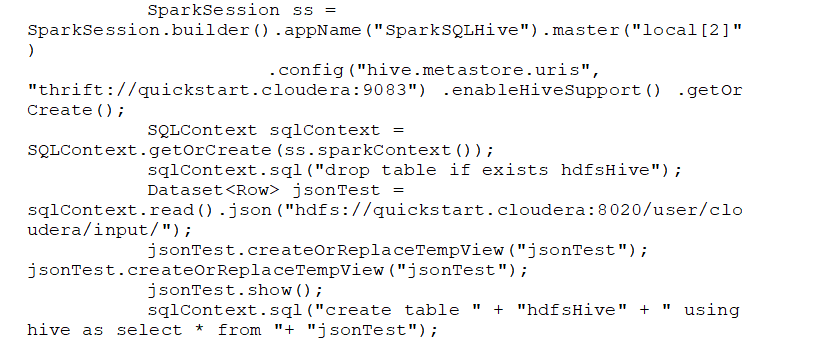 SparkSession ss =
SparkSession.builder().appName("SparkSQLHive").master("local[2]"
)
.config("hive.metastore.uris",
"thrift://quickstart.cloudera:9083") .enableHiveSupport() .getOr
Create();
SQLContext sqlContext =
SQLContext.getOrCreate(ss.sparkContext());
sqlContext.sql("drop table if exists hdfsHive");
Dataset<Row> jsonTest =
sqlContext.read().json("hdfs://quickstart.cloudera:8020/user/clo
udera/input/");
jsonTest.createOrReplaceTempView("jsonTest");
jsonTest.createOrReplaceTempView("jsonTest");
jsonTest.show();
sqlContext.sql("create table " + "hdfsHive" + " using
hive as select * from "+ "jsonTest");